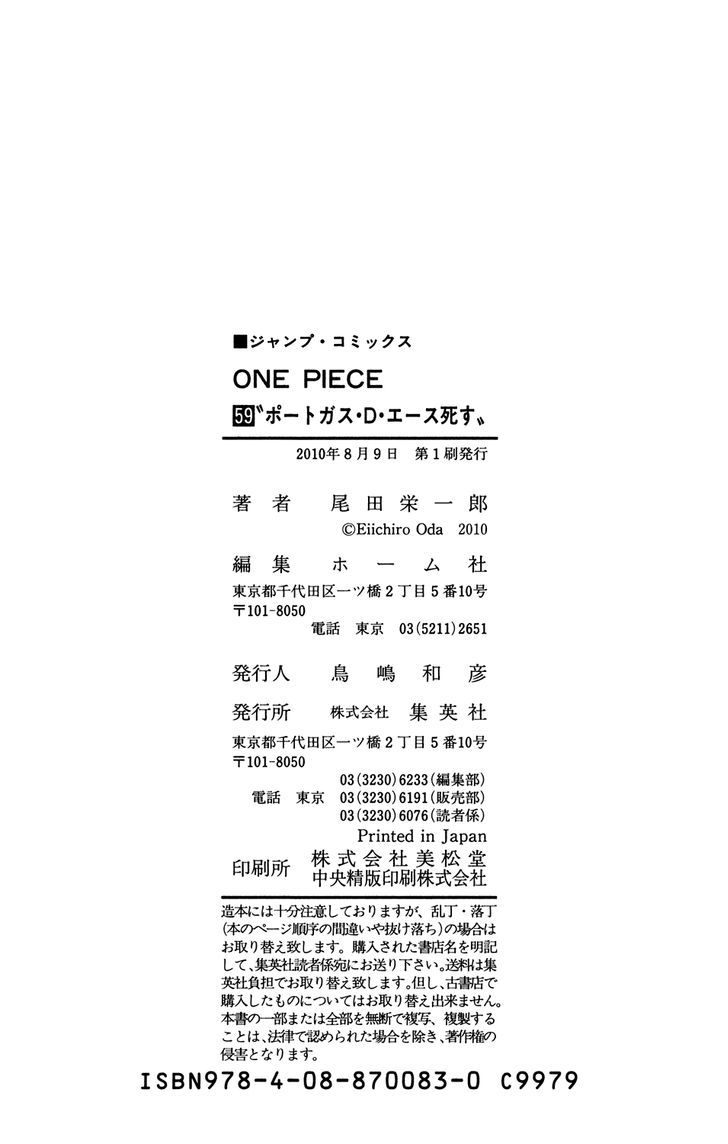 ■ジャンプ・コミックス
ONE PIECE
59〝ポートガス・D・エース死す〟
2010年8月9日　第1刷発行
著者　尾田栄一郎
©Eiichiro Oda　2010
編集　ホーム社
東京都千代田区一ツ橋2丁目5番10号
〒101-8050
電話　東京　03(5211)2651
発行人　鳥嶋和彦
発行所　株式会社　集英社
東京都千代田区一ツ橋2丁目5番10号
〒101-8050
03(3230)6233(編集部)
電話　東京　03(3230)6191(販売部)
03(3230)6076(読者係)
Printed in Japan
印刷所　株式会社美松堂
中央精版印刷株式会社
造本には十分注意しておりますが、乱丁・落丁
(本のページ順序の間違いや抜け落ち)の場合は
お取り替え致します。購入された書店名を明記
して、集英社読者係宛にお送り下さい。送料は集
英社負担でお取り替え致します。但し、古書店で
購入したものについてはお取り替え出来ません。
本書の一部または全部を無断で複写、複製する
ことは、法律で認められた場合を除き、著作権の
侵害となります。
ISBN978-4-08-870083-0 C9979